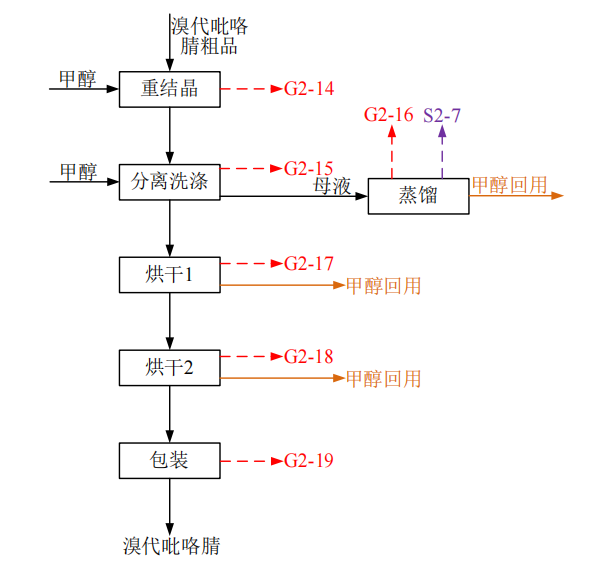 溴代吡咯
腈粗品
甲醇
重结晶
G2-14
G2-16
S2-7
甲醇
分离洗涤
G2-15
母液
蒸馏
甲醇回用
烘干1
G2-17
甲醇回用
烘干2
G2-18
甲醇回用
包装
G2-19
溴代吡咯腈